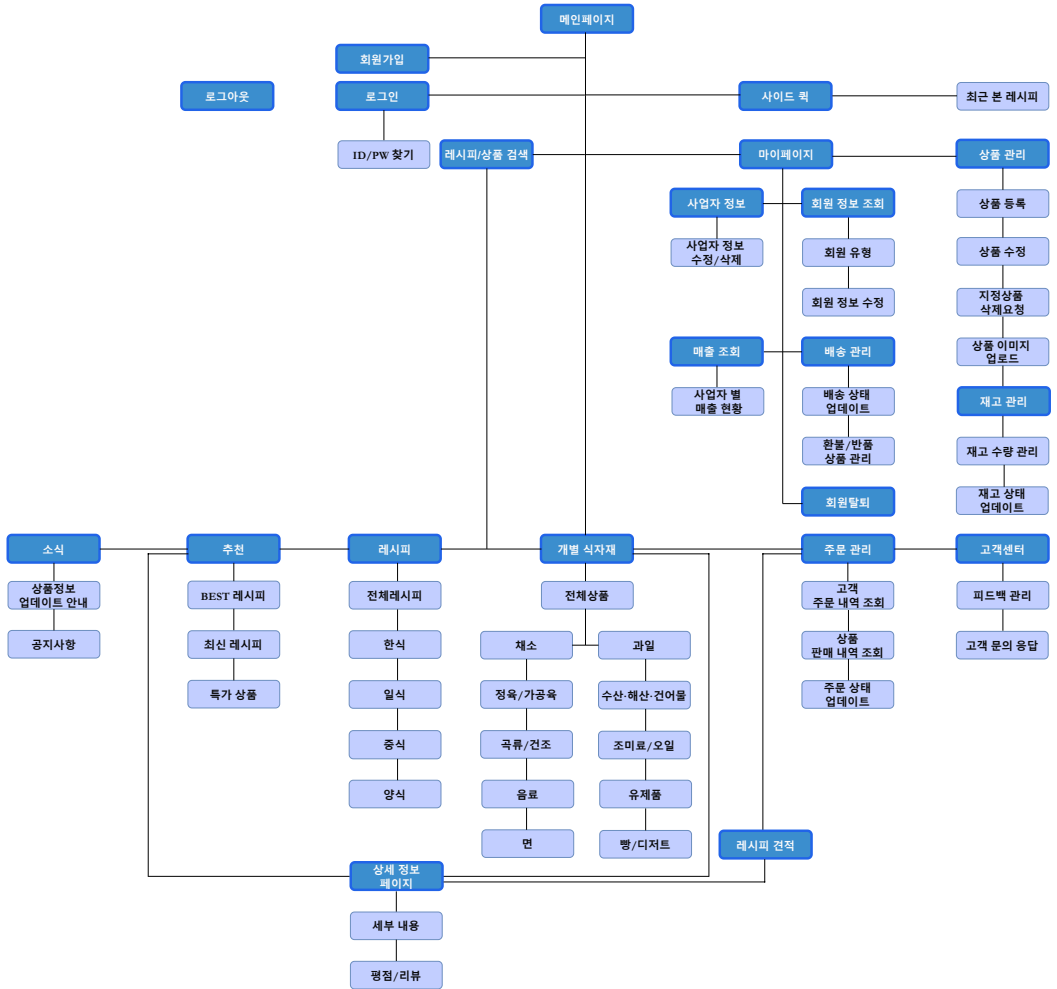 메인페이지
회원가입
로그아웃
로그인
사이드 퀵
최근 본 레시피
ID/PW 찾기
레시피/상품 검색
마이페이지
상품 관리
사업자 정보
회원 정보 조회
상품 등록
사업자 정보
수정/삭제
회원 유형
상품 수정
회원 정보 수정
지정상품
삭제요청
매출 조회
배송 관리
상품 이미지
업로드
사업자 별
매출 현황
배송 상태
업데이트
재고 관리
환불/반품
상품 관리
재고 수량 관리
회원탈퇴
재고 상태
업데이트
소식
추천
레시피
개별 식자재
주문 관리
고객센터
상품정보
업데이트 안내
BEST 레시피
전체레시피
전체상품
고객
주문 내역 조회
피드백 관리
공지사항
최신 레시피
한식
채소
과일
상품
판매 내역 조회
고객 문의 응답
특가 상품
일식
정육/가공육
수산·해산·건어물
주문 상태
업데이트
중식
곡류/건조
조미료/오일
양식
음료
유제품
면
빵/디저트
레시피 견적
상세 정보
페이지
세부 내용
평점/리뷰